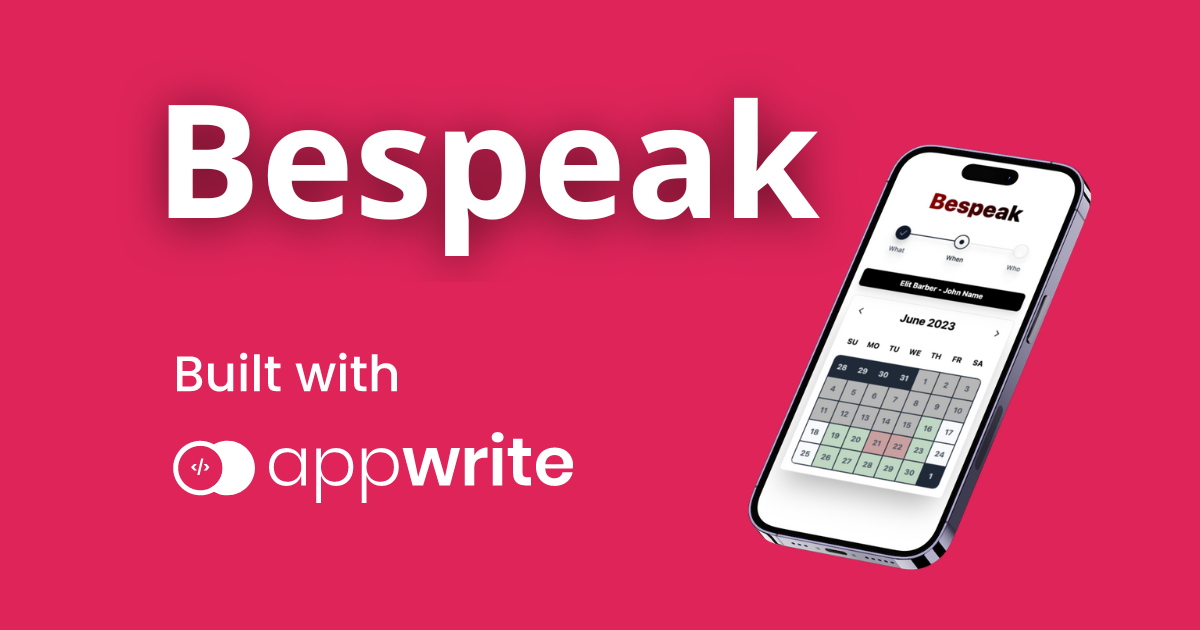 Bespeak
Built with
</> appwrite
Bespeak
What When Who
Elit Barber - John Name
< June 2023 >
SU MO TU WE TH FR SA
28 29 30 31 1 2 3
4 5 6 7 8 9 10
11 12 13 14 15 16 17
18 19 20 21 22 23 24
25 26 27 28 29 30 1